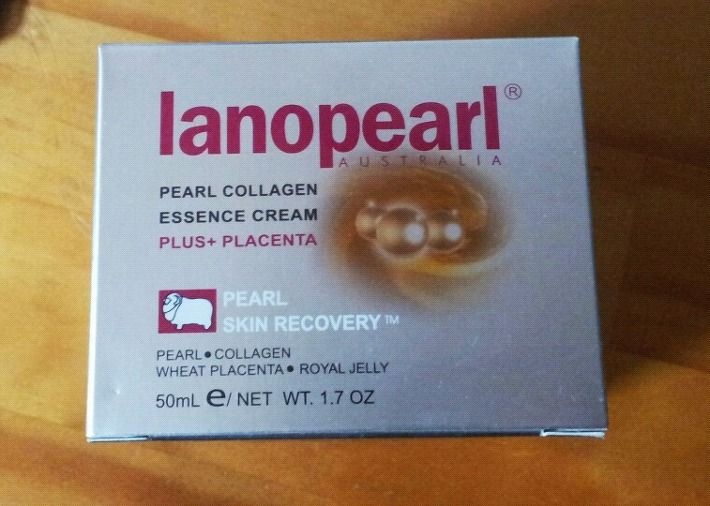 lanopearl®
AUSTRALIA
PEARL COLLAGEN
ESSENCE CREAM
PLUS+ PLACENTA
PEARL
SKIN RECOVERY™
PEARL • COLLAGEN
WHEAT PLACENTA • ROYAL JELLY
50mL e/ NET WT. 1.7 OZ